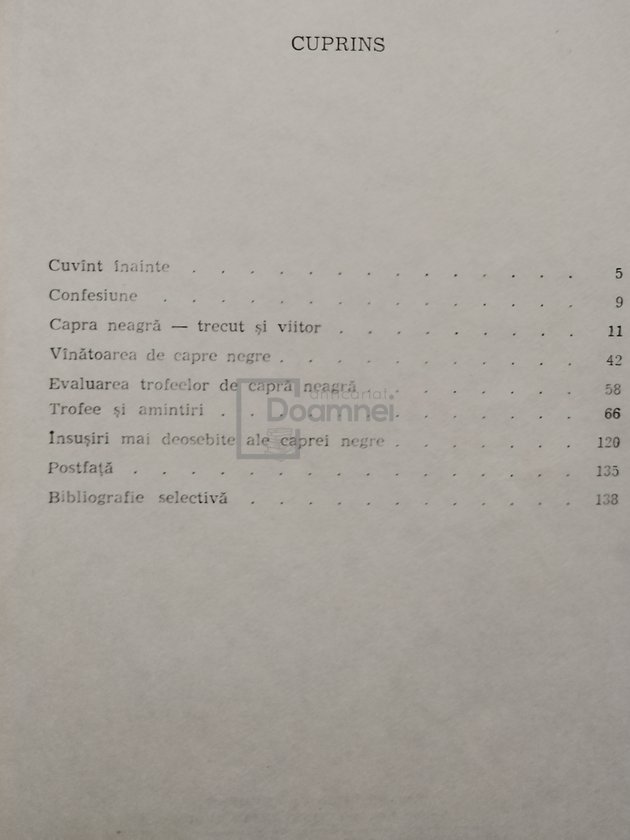 CUPRINS
Cuvînt înainte . . . . . . . . . . . . . . 5
Confesiune . . . . . . . . . . . . . . . 9
Capra neagră — trecut și viitor . . . . . . . . . 11
Vînătoarea de capre negre . . . . . . . . . . . 42
Evaluarea trofeelor de capră neagră . . . . . . . . 58
Trofee și amintiri . . . . . . . . . . . . . 66
Însușiri mai deosebite ale caprei negre . . . . . . . 120
Postfață . . . . . . . . . . . . . . . . 135
Bibliografie selectivă . . . . . . . . . . . . 138
anticariat
Doamnei